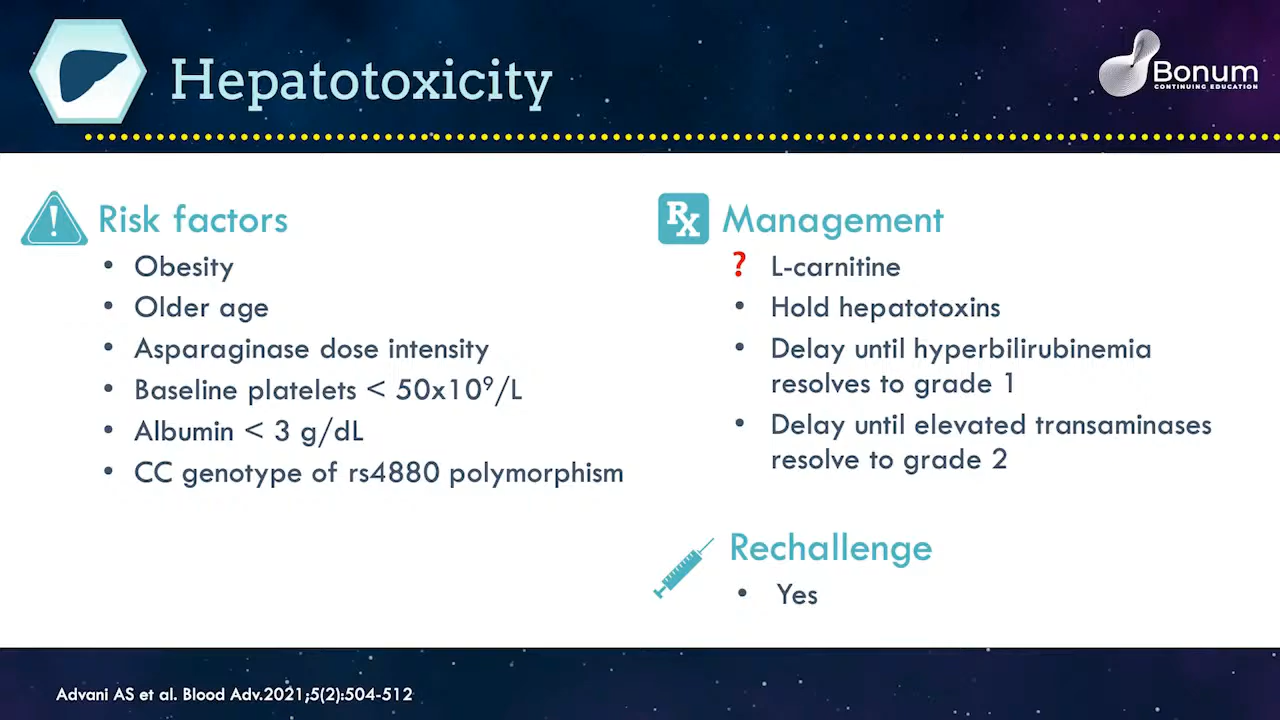 Hepatotoxicity
Bonum
CONTINUING EDUCATION
!
Risk factors
• Obesity
• Older age
• Asparaginase dose intensity
• Baseline platelets < 50x10⁹/L
• Albumin < 3 g/dL
• CC genotype of rs4880 polymorphism
Rx
Management
? L-carnitine
• Hold hepatotoxins
• Delay until hyperbilirubinemia
resolves to grade 1
• Delay until elevated transaminases
resolve to grade 2
Rechallenge
• Yes
Advani AS et al. Blood Adv.2021;5(2):504-512